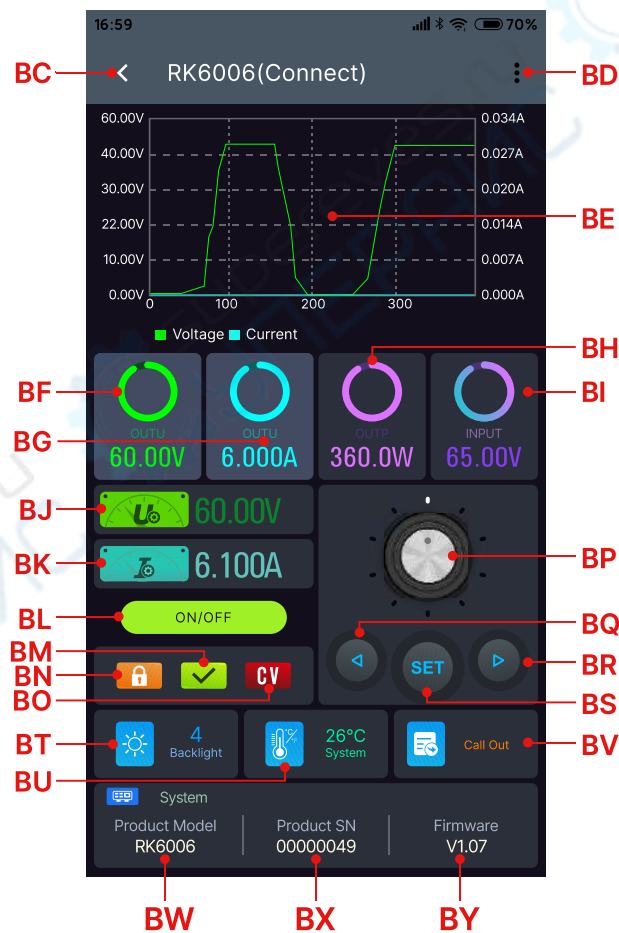 16:59 70%
BC RK6006(Connect) BD
60.00V 0.034A
40.00V 0.027A
30.00V 0.020A
22.00V 0.014A BE
10.00V 0.007A
0.00V 0.000A
0 100 200 300
Voltage Current
BH
BF BI
BG OUTU OUTU OUTP INPUT
60.00V 6.000A 360.0W 65.00V
BJ U 60.00V
BK I 6.100A BP
BL ON/OFF
BQ
BM
BN CV SET BR
BO BS
BT 4 Backlight 26°C System Call Out BV
°C/°F
BU
System
Product Model Product SN Firmware
RK6006 00000049 V1.07
BW BX BY